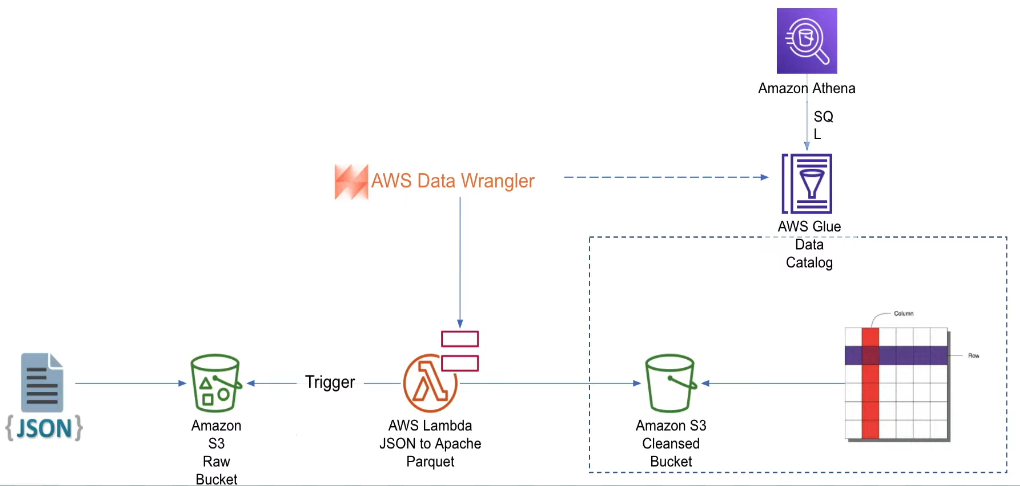 Amazon Athena
SQ
L
AWS Data Wrangler
AWS Glue
Data
Catalog
Column
Row
{JSON}
Trigger
Amazon
S3
Raw
Bucket
AWS Lambda
JSON to Apache
Parquet
Amazon S3
Cleansed
Bucket